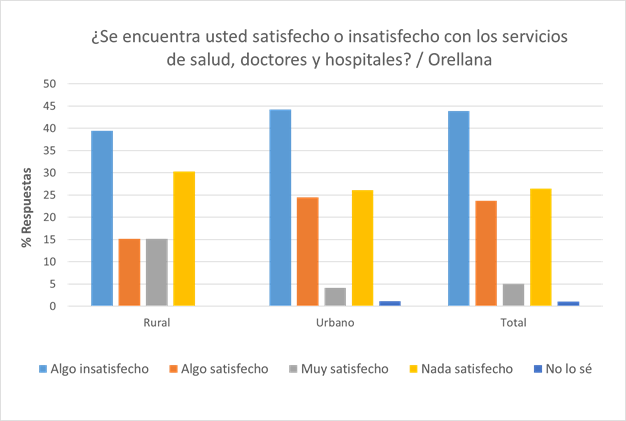 ¿Se encuentra usted satisfecho o insatisfecho con los servicios
de salud, doctores y hospitales? / Orellana
% Respuestas
50
45
40
35
30
25
20
15
10
5
0
Rural Urbano Total
Algo insatisfecho Algo satisfecho Muy satisfecho Nada satisfecho No lo sé